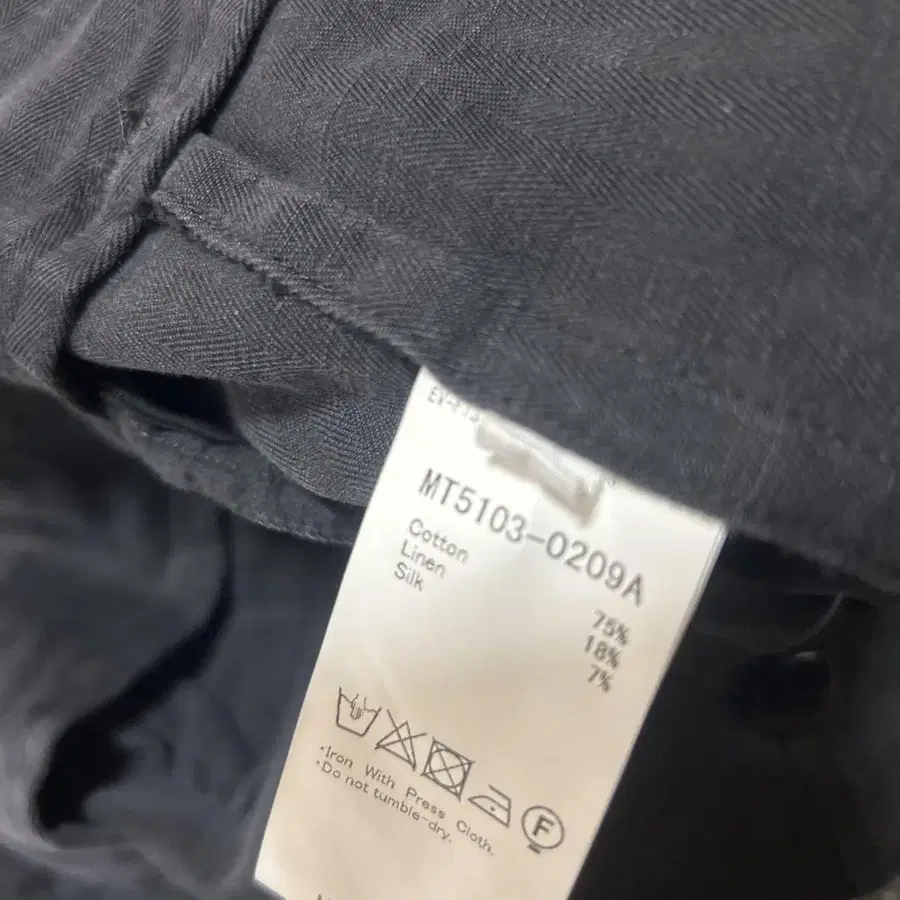 MT5103-0209A
Cotton 75%
Linen 18%
Silk 7%
F
•Iron With Press Cloth.
•Do not tumble-dry.